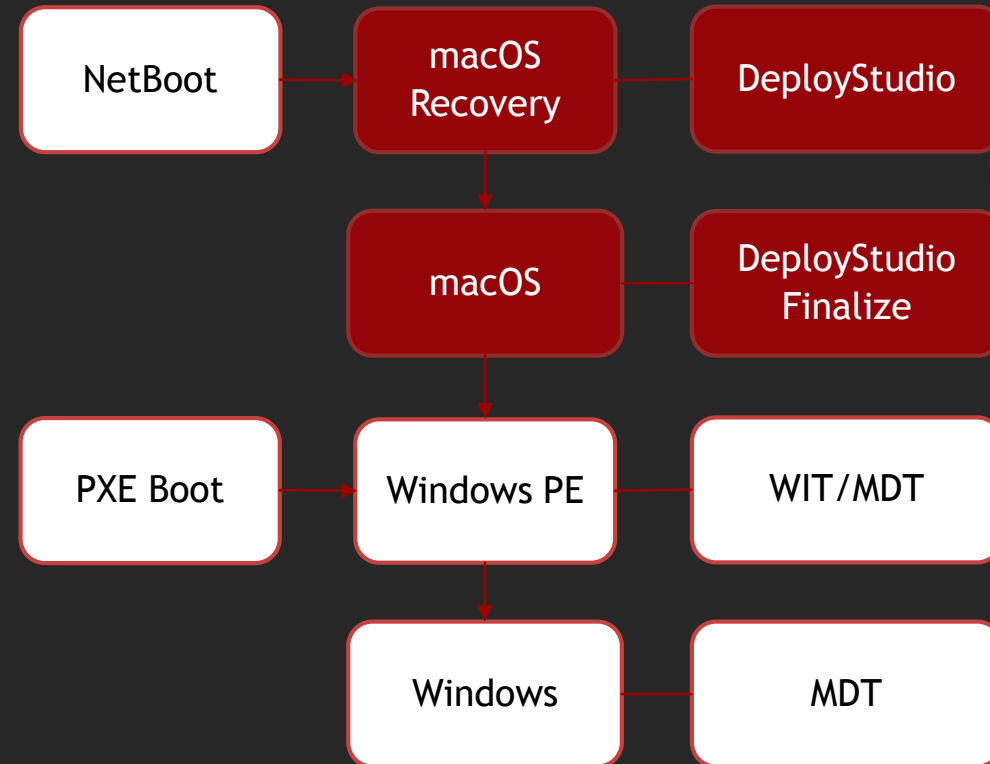 NetBoot
macOS
Recovery
DeployStudio
macOS
DeployStudio
Finalize
PXE Boot
Windows PE
WIT/MDT
Windows
MDT